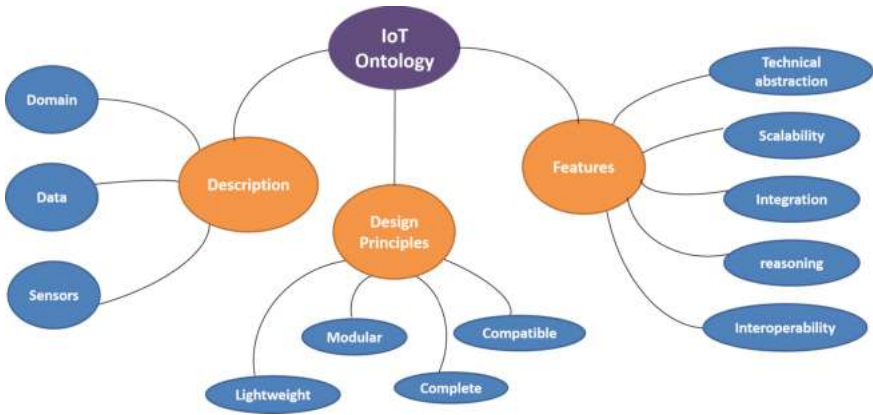 IoT
Ontology
Description
Domain
Data
Sensors
Design
Principles
Lightweight
Modular
Complete
Compatible
Features
Technical
abstraction
Scalability
Integration
reasoning
Interoperability